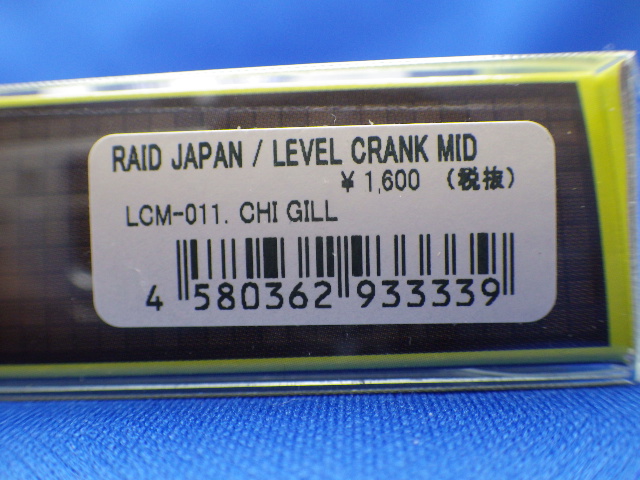 RAID JAPAN / LEVEL CRANK MID
¥ 1,600 (税抜)
LCM-011. CHI GILL
4 580362 933339